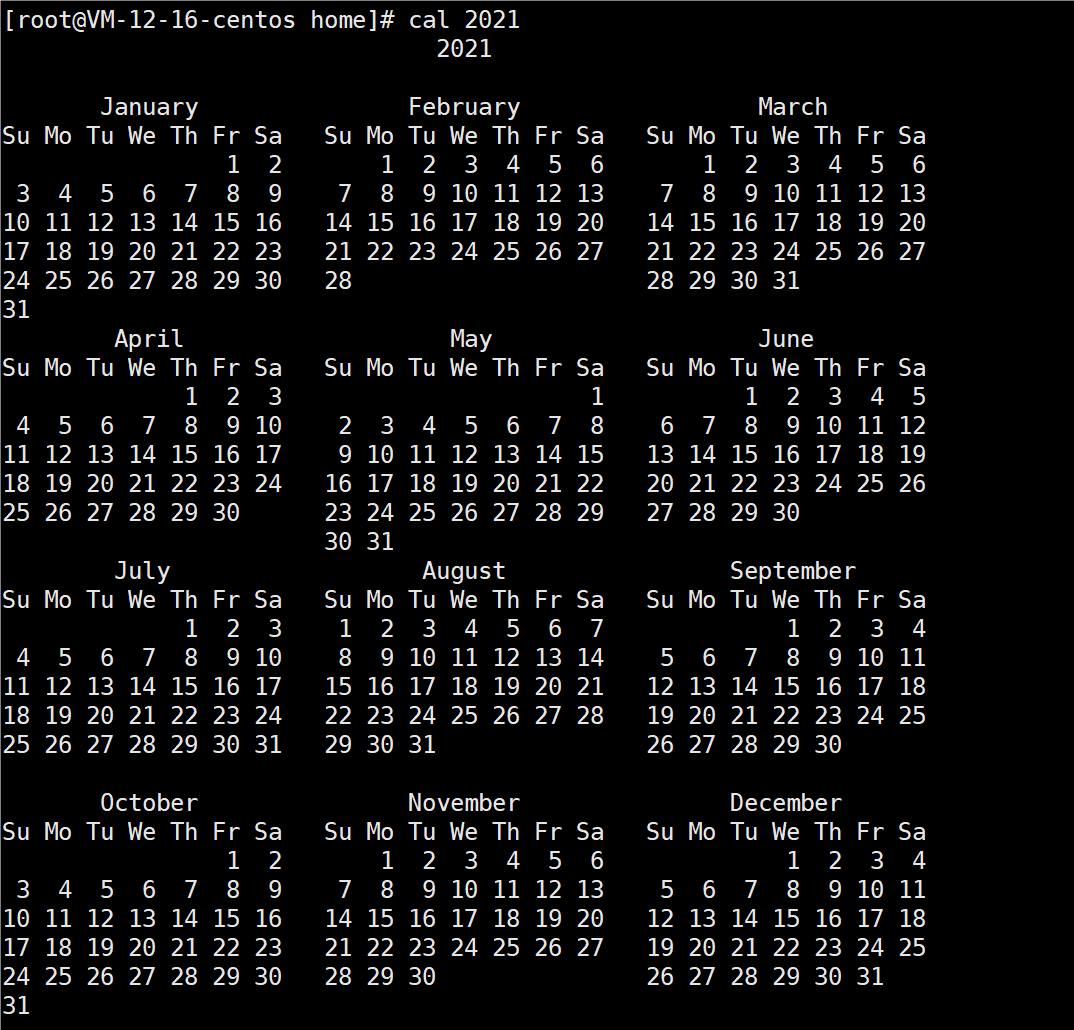 [root@VM-12-16-centos home]# cal 2021
                               2021

       January               February                 March
Su Mo Tu We Th Fr Sa   Su Mo Tu We Th Fr Sa   Su Mo Tu We Th Fr Sa
                1  2       1  2  3  4  5  6       1  2  3  4  5  6
 3  4  5  6  7  8  9    7  8  9 10 11 12 13    7  8  9 10 11 12 13
10 11 12 13 14 15 16   14 15 16 17 18 19 20   14 15 16 17 18 19 20
17 18 19 20 21 22 23   21 22 23 24 25 26 27   21 22 23 24 25 26 27
24 25 26 27 28 29 30   28                     28 29 30 31
31
        April                   May                   June
Su Mo Tu We Th Fr Sa   Su Mo Tu We Th Fr Sa   Su Mo Tu We Th Fr Sa
             1  2  3                      1          1  2  3  4  5
 4  5  6  7  8  9 10    2  3  4  5  6  7  8    6  7  8  9 10 11 12
11 12 13 14 15 16 17    9 10 11 12 13 14 15   13 14 15 16 17 18 19
18 19 20 21 22 23 24   16 17 18 19 20 21 22   20 21 22 23 24 25 26
25 26 27 28 29 30      23 24 25 26 27 28 29   27 28 29 30
                       30 31
        July                  August                September
Su Mo Tu We Th Fr Sa   Su Mo Tu We Th Fr Sa   Su Mo Tu We Th Fr Sa
             1  2  3    1  2  3  4  5  6  7             1  2  3  4
 4  5  6  7  8  9 10    8  9 10 11 12 13 14    5  6  7  8  9 10 11
11 12 13 14 15 16 17   15 16 17 18 19 20 21   12 13 14 15 16 17 18
18 19 20 21 22 23 24   22 23 24 25 26 27 28   19 20 21 22 23 24 25
25 26 27 28 29 30 31   29 30 31               26 27 28 29 30

       October               November               December
Su Mo Tu We Th Fr Sa   Su Mo Tu We Th Fr Sa   Su Mo Tu We Th Fr Sa
                1  2       1  2  3  4  5  6             1  2  3  4
 3  4  5  6  7  8  9    7  8  9 10 11 12 13    5  6  7  8  9 10 11
10 11 12 13 14 15 16   14 15 16 17 18 19 20   12 13 14 15 16 17 18
17 18 19 20 21 22 23   21 22 23 24 25 26 27   19 20 21 22 23 24 25
24 25 26 27 28 29 30   28 29 30               26 27 28 29 30 31
31